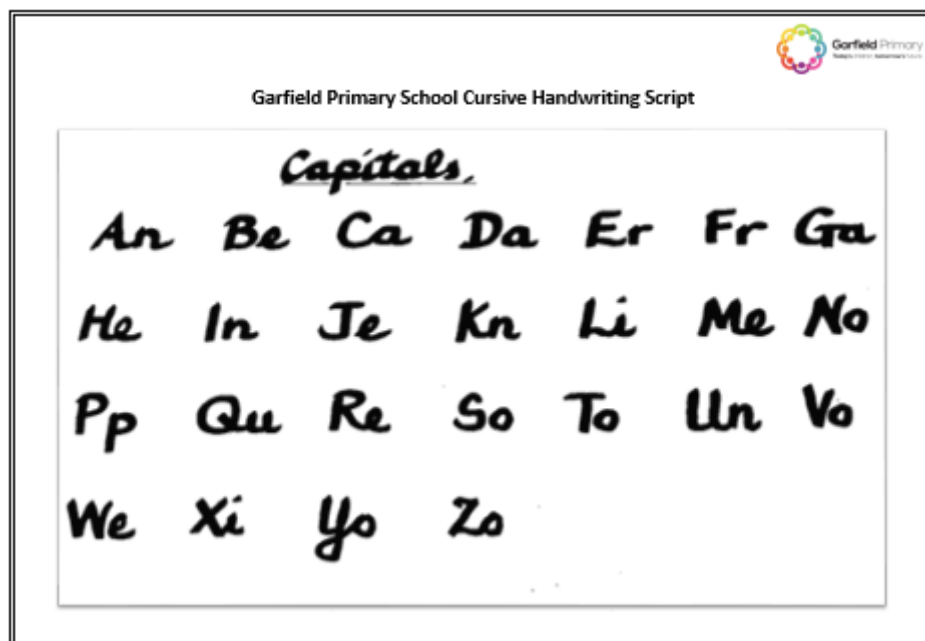 Garfield Primary
Garfield Primary School Cursive Handwriting Script
Capitals.
An Be Ca Da Er Fr Ga
He In Je Kn Li Me No
Pp Qu Re So To Un Vo
We Xi Yo Zo